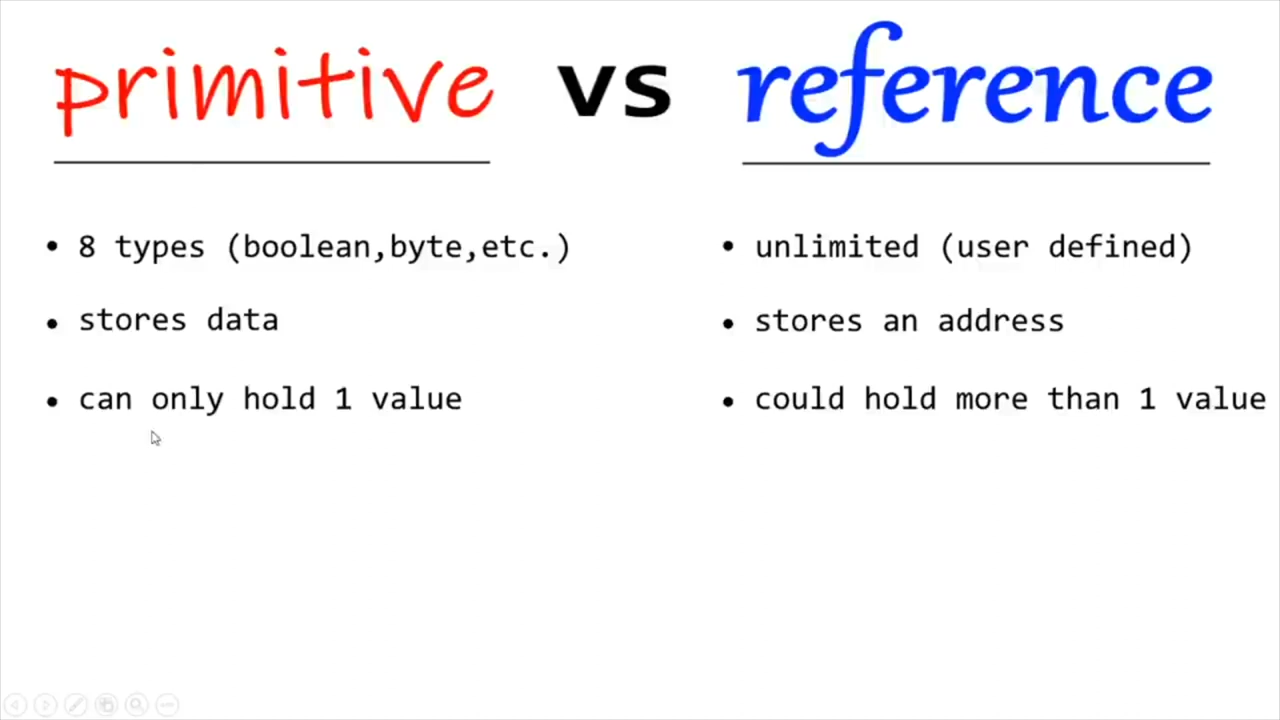 primitive vs reference
• 8 types (boolean,byte,etc.)
• stores data
• can only hold 1 value
• unlimited (user defined)
• stores an address
• could hold more than 1 value